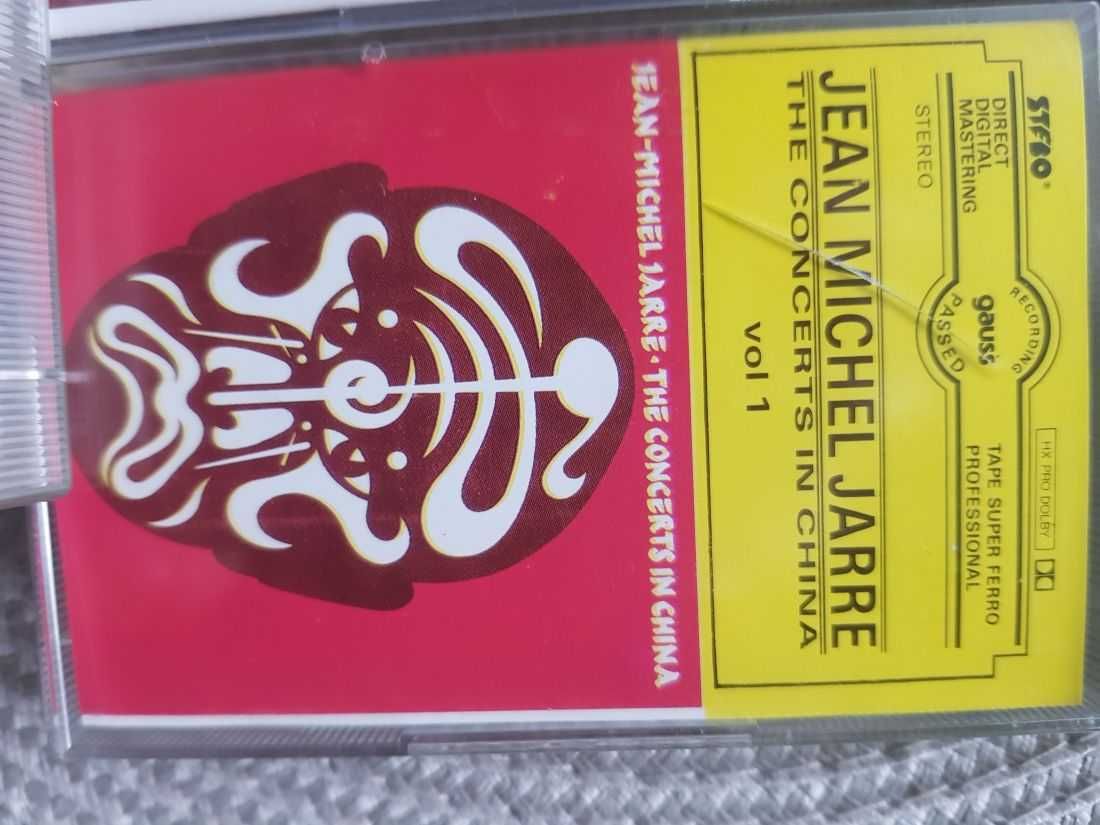 STEBO®
DIRECT
DIGITAL
MASTERING
STEREO
RECORDING
gauss
PASSED
HX PRO DOLBY
TAPE SUPER FERRO
PROFESSIONAL
JEAN MICHEL JARRE
THE CONCERTS IN CHINA
vol 1
JEAN-MICHEL JARRE·THE CONCERTS IN CHINA